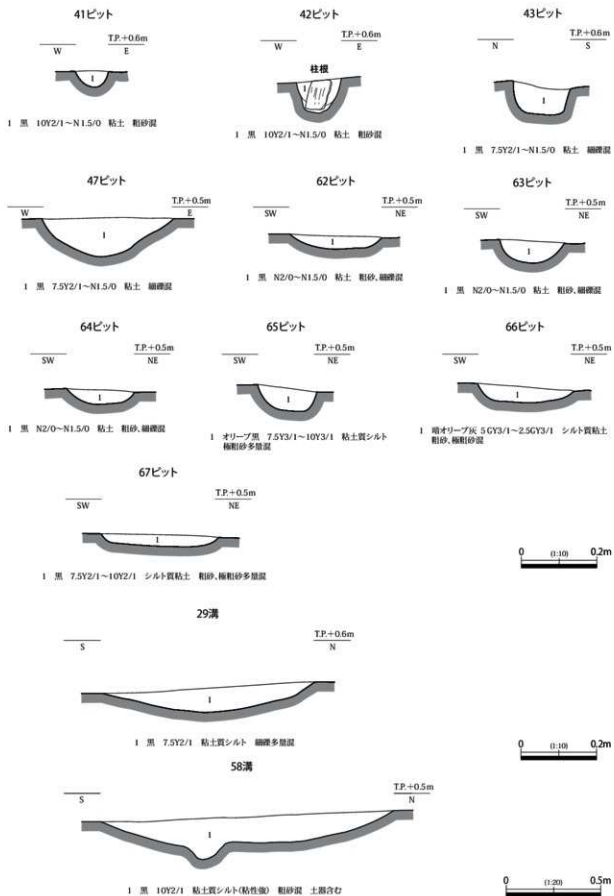 41ピット
T.P.+0.6m
W E
1
1 黒 10Y2/1～N1.5/0 粘土 粗砂混
42ピット
T.P.+0.6m
W E
柱根
1
1 黒 10Y2/1～N1.5/0 粘土 粗砂混
43ピット
T.P.+0.6m
N S
1
1 黒 7.5Y2/1～N1.5/0 粘土 細礫混
47ピット
T.P.+0.5m
W E
1
1 黒 7.5Y2/1～N1.5/0 粘土 細礫混
62ピット
T.P.+0.5m
SW NE
1
1 黒 N2/0～N1.5/0 粘土 粗砂、細礫混
63ピット
T.P.+0.5m
SW NE
1
1 黒 N2/0～N1.5/0 粘土 粗砂、細礫混
64ピット
T.P.+0.5m
SW NE
1
1 黒 N2/0～N1.5/0 粘土 粗砂、細礫混
65ピット
T.P.+0.5m
SW NE
1
1 オリーブ黒 7.5Y3/1～10Y3/1 粘土質シルト
極粗砂多量混
66ピット
T.P.+0.5m
SW NE
1
1 暗オリーブ灰 5GY3/1～2.5GY3/1 シルト質粘土
粗砂、極粗砂混
67ピット
T.P.+0.5m
SW NE
1
1 黒 7.5Y2/1～10Y2/1 シルト質粘土 粗砂、極粗砂多量混
0 (1:10) 0.2m
29溝
T.P.+0.6m
S N
1
1 黒 7.5Y2/1 粘土質シルト 細礫多量混
0 (1:10) 0.2m
58溝
T.P.+0.5m
S N
1
1 黒 10Y2/1 粘土質シルト(粘性強) 粗砂混 土器含む
0 (1:20) 0.5m